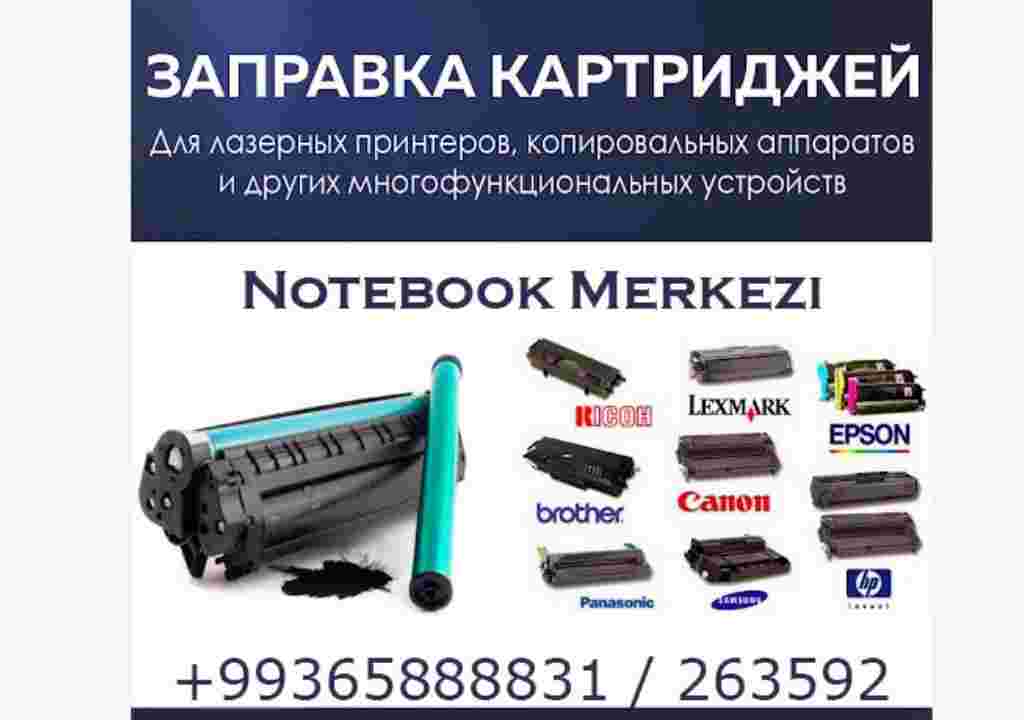 ЗАПРАВКА КАРТРИДЖЕЙ
Для лазерных принтеров, копировальных аппаратов
и других многофункциональных устройств
NOTEBOOK MERKEZI
RICOH
LEXMARK
EPSON
brother
Canon
Panasonic
SAMSUNG
hp
invent
+99365888831 / 263592